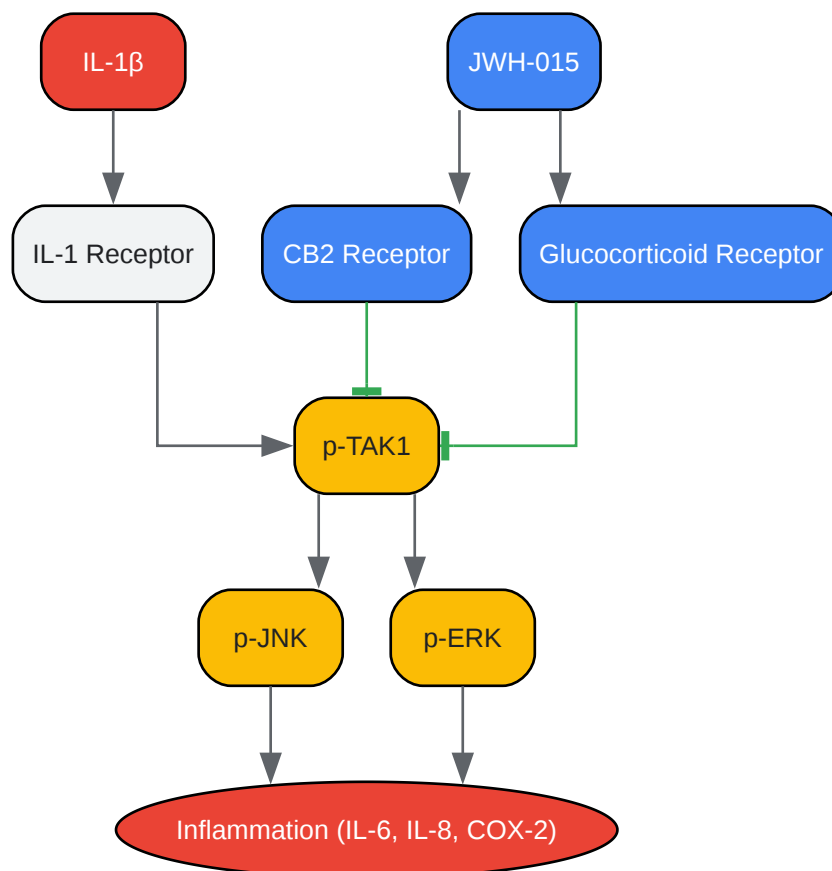 IL-1β
JWH-015
IL-1 Receptor
CB2 Receptor
Glucocorticoid Receptor
p-TAK1
p-JNK
p-ERK
Inflammation (IL-6, IL-8, COX-2)